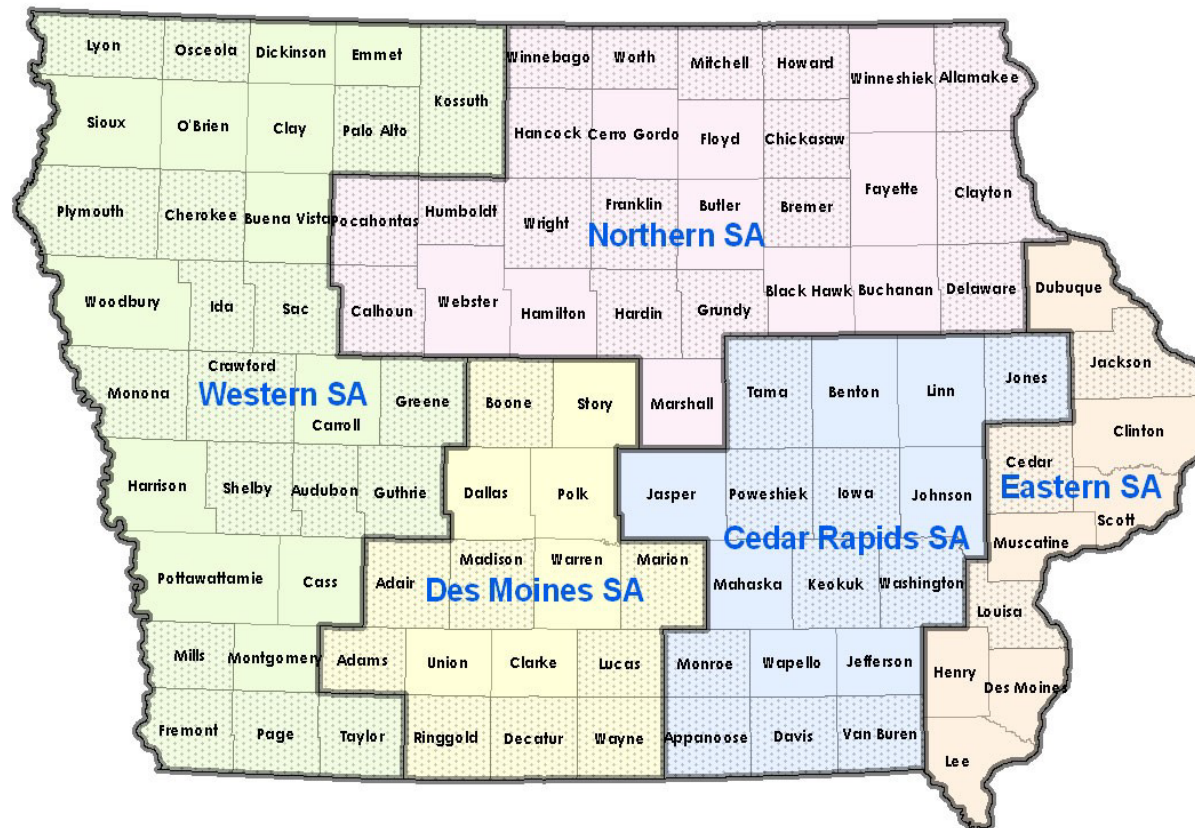 Lyon
Osceola
Dickinson
Emmet
Kossuth
Winnebago
Worth
Mitchell
Howard
Winneshiek
Allamakee
Sioux
O'Brien
Clay
Palo Alto
Hancock
Cerro Gordo
Floyd
Chickasaw
Fayette
Clayton
Plymouth
Cherokee
Buena Vista
Pocahontas
Humboldt
Wright
Franklin
Butler
Bremer
Northern SA
Woodbury
Ida
Sac
Calhoun
Webster
Hamilton
Hardin
Grundy
Black Hawk
Buchanan
Delaware
Dubuque
Monona
Crawford
Western SA
Carroll
Greene
Boone
Story
Marshall
Tama
Benton
Linn
Jones
Jackson
Clinton
Harrison
Shelby
Audubon
Guthrie
Dallas
Polk
Jasper
Poweshiek
Iowa
Johnson
Cedar
Eastern SA
Scott
Muscatine
Cedar Rapids SA
Pottawattamie
Cass
Adair
Madison
Warren
Marion
Des Moines SA
Mahaska
Keokuk
Washington
Louisa
Mills
Montgomery
Adams
Union
Clarke
Lucas
Monroe
Wapello
Jefferson
Henry
Des Moines
Fremont
Page
Taylor
Ringgold
Decatur
Wayne
Appanoose
Davis
Van Buren
Lee